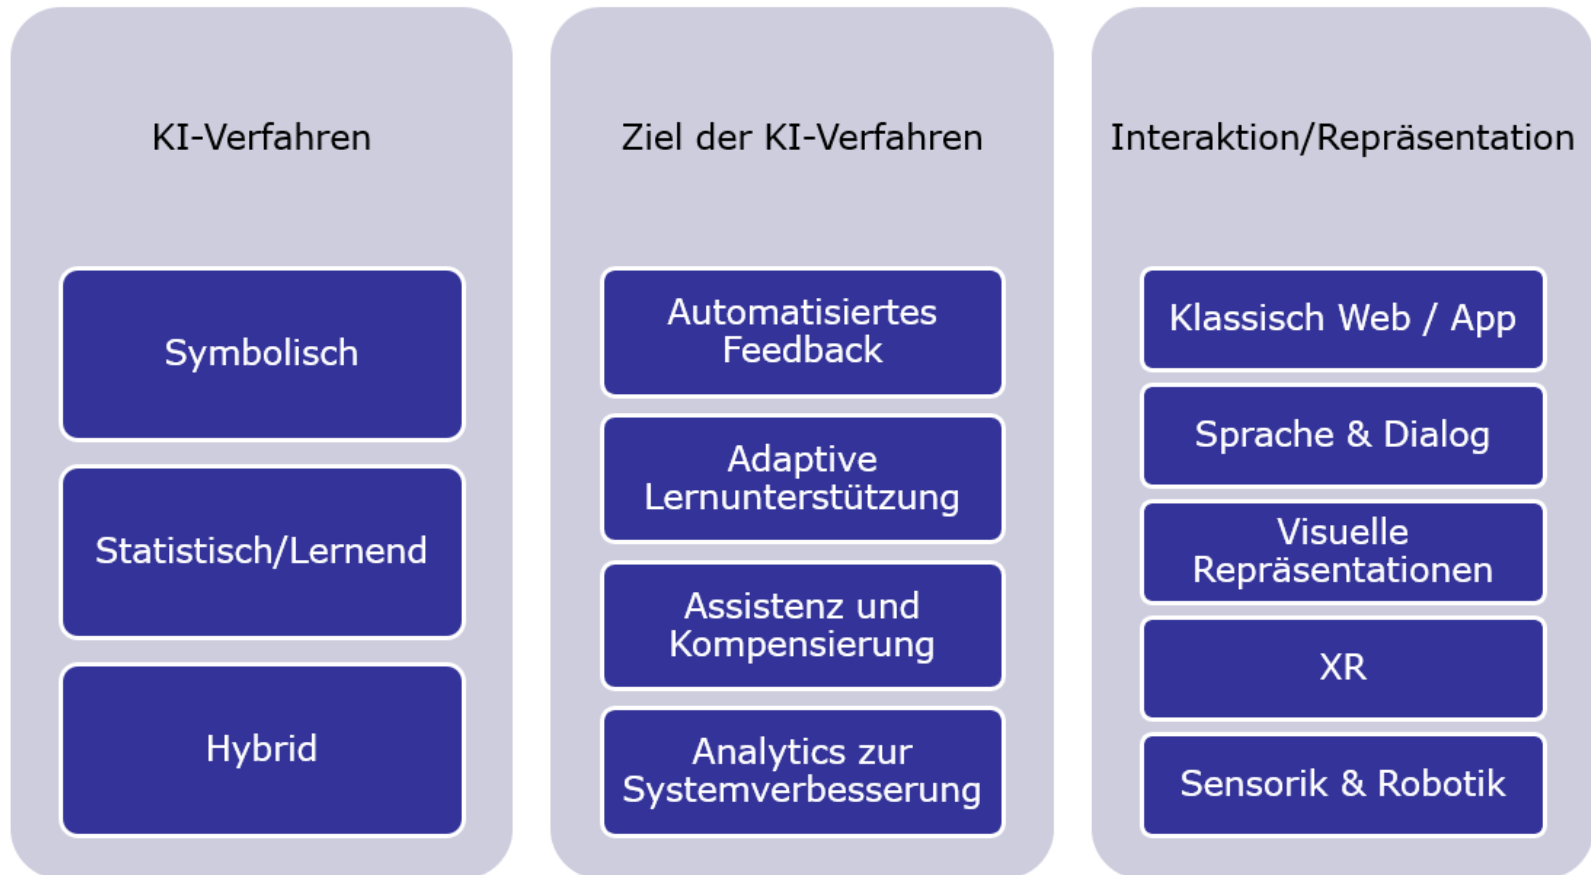 KI-Verfahren
Symbolisch
Statistisch/Lernend
Hybrid
Ziel der KI-Verfahren
Automatisiertes
Feedback
Adaptive
Lernunterstützung
Assistenz und
Kompensierung
Analytics zur
Systemverbesserung
Interaktion/Repräsentation
Klassisch Web / App
Sprache & Dialog
Visuelle
Repräsentationen
XR
Sensorik & Robotik